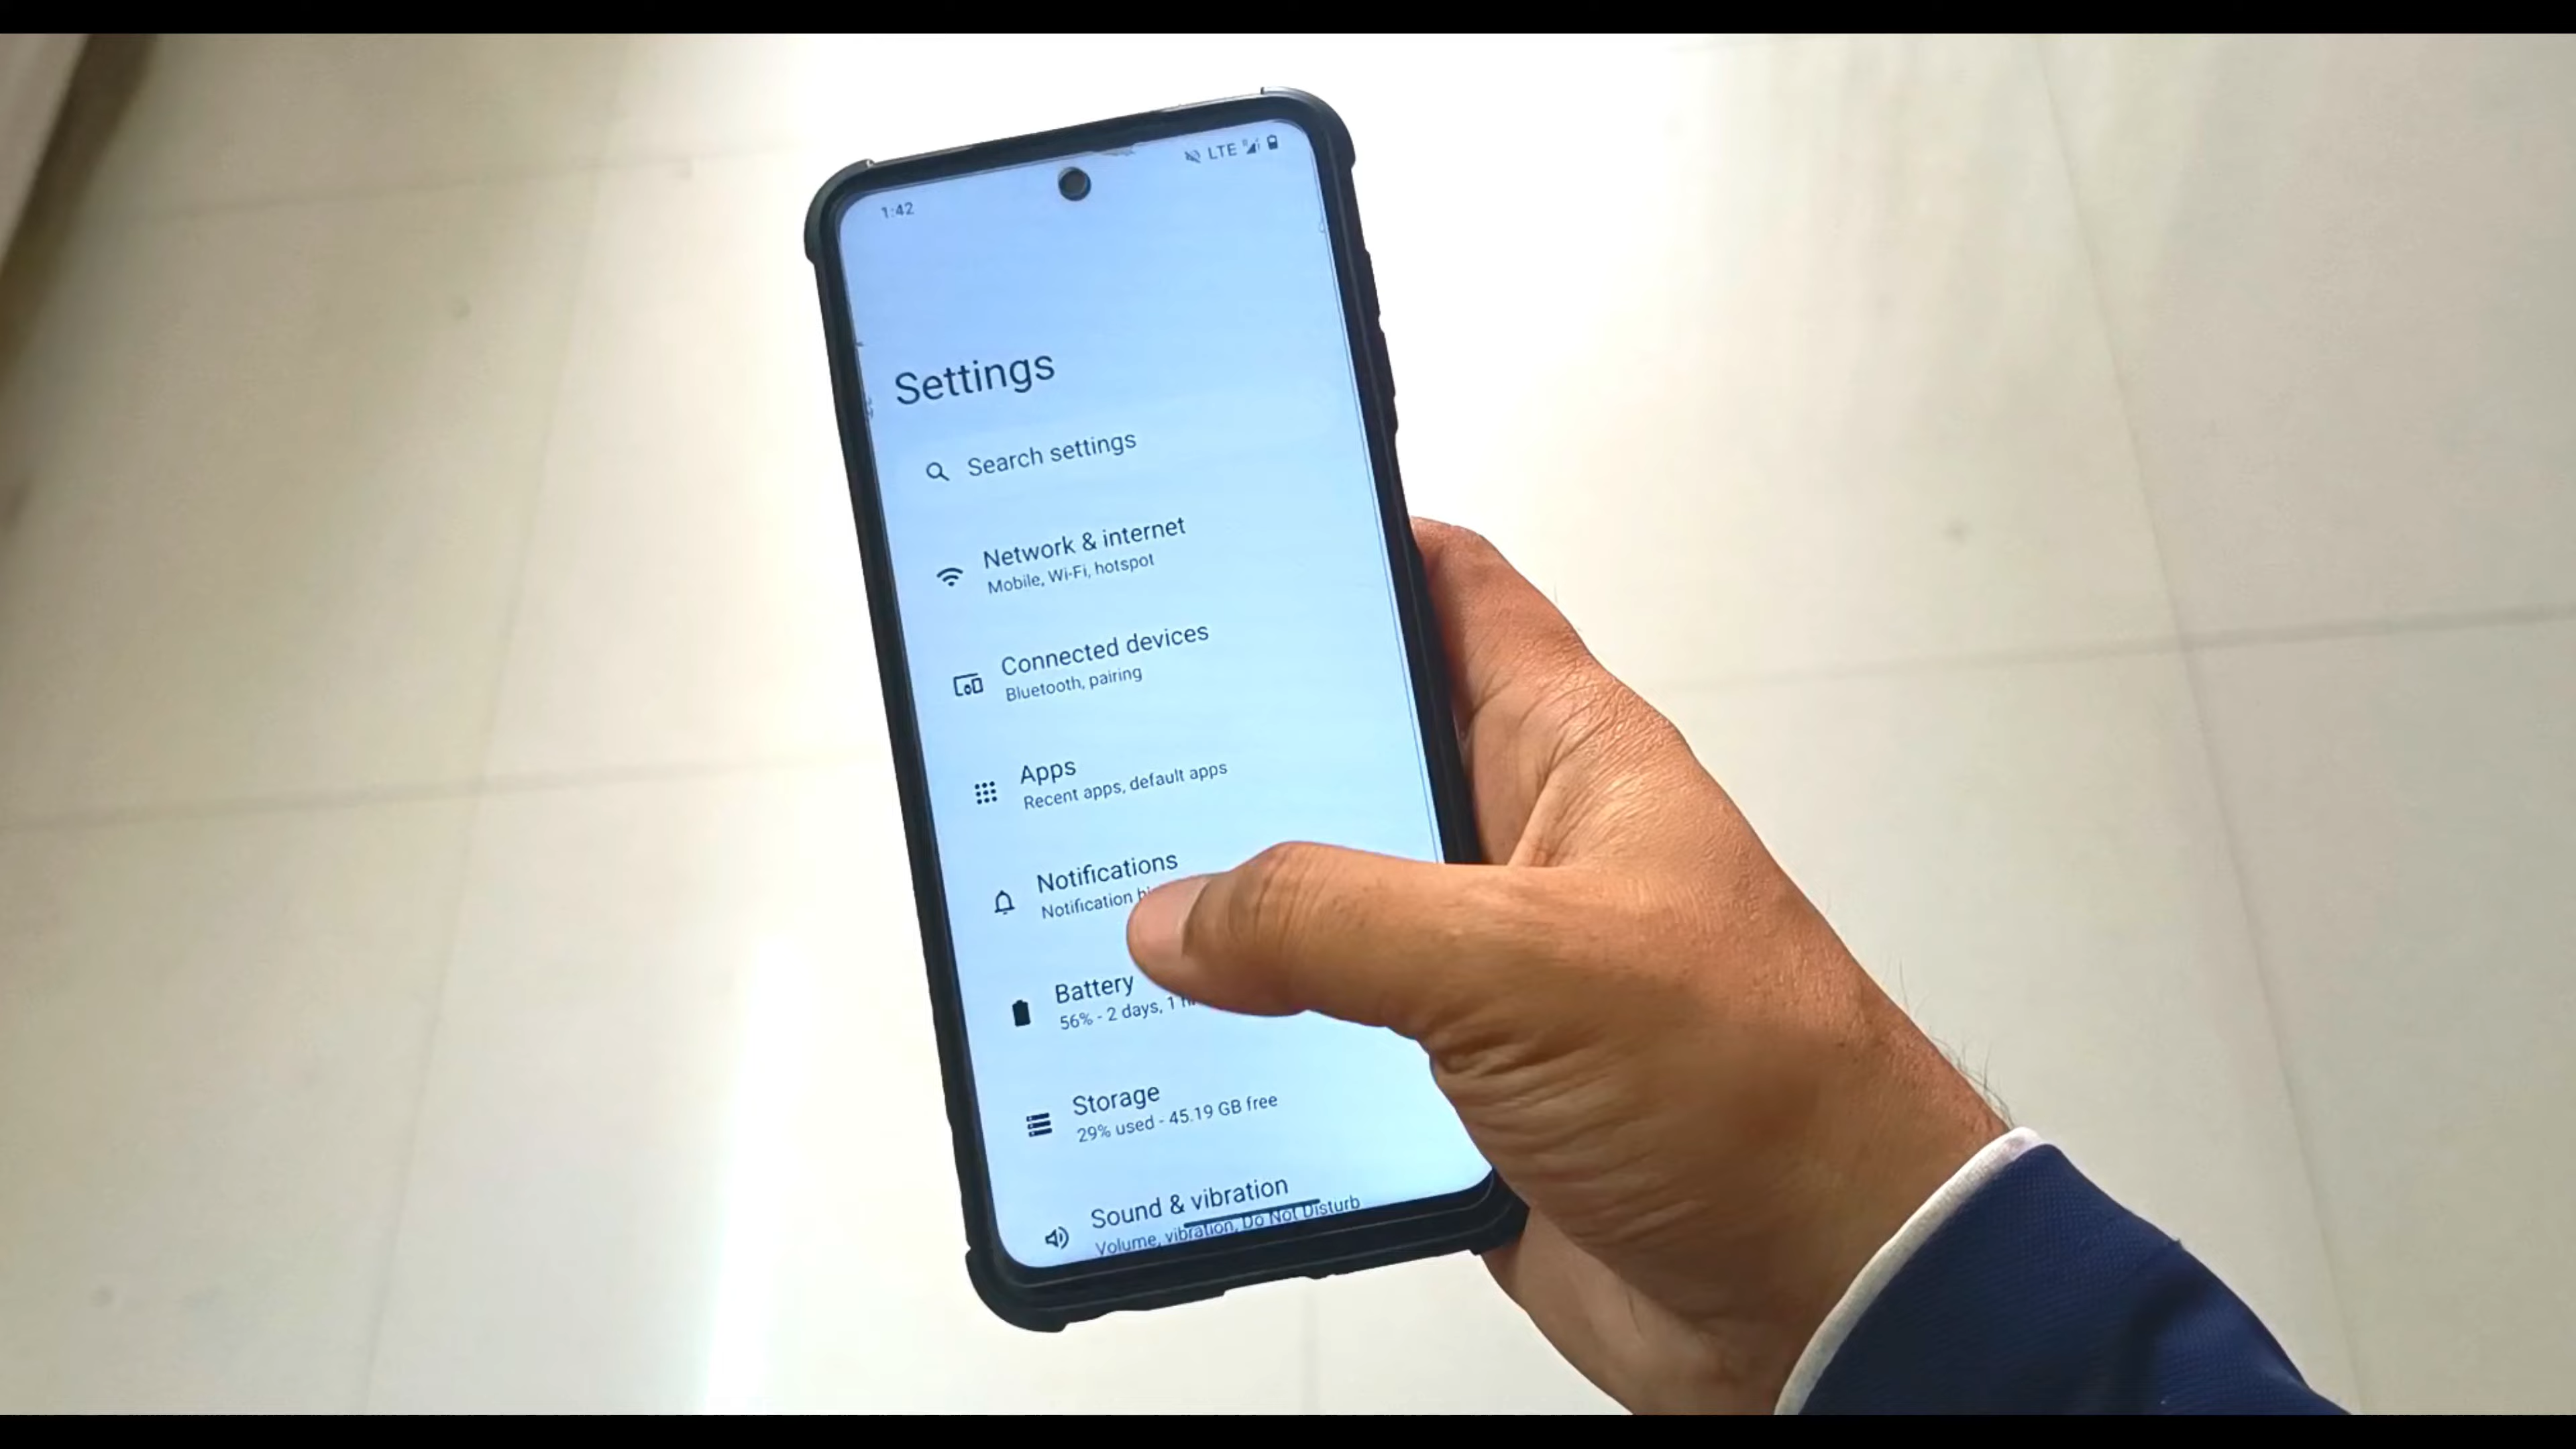 1:42
LTE
Settings
Search settings
Network & internet
Mobile, Wi-Fi, hotspot
Connected devices
Bluetooth, pairing
Apps
Recent apps, default apps
Notifications
Notification
Battery
56% - 2 days, 1
Storage
29% used - 45.19 GB free
Sound & vibration
Volume, vibration, Do Not Disturb